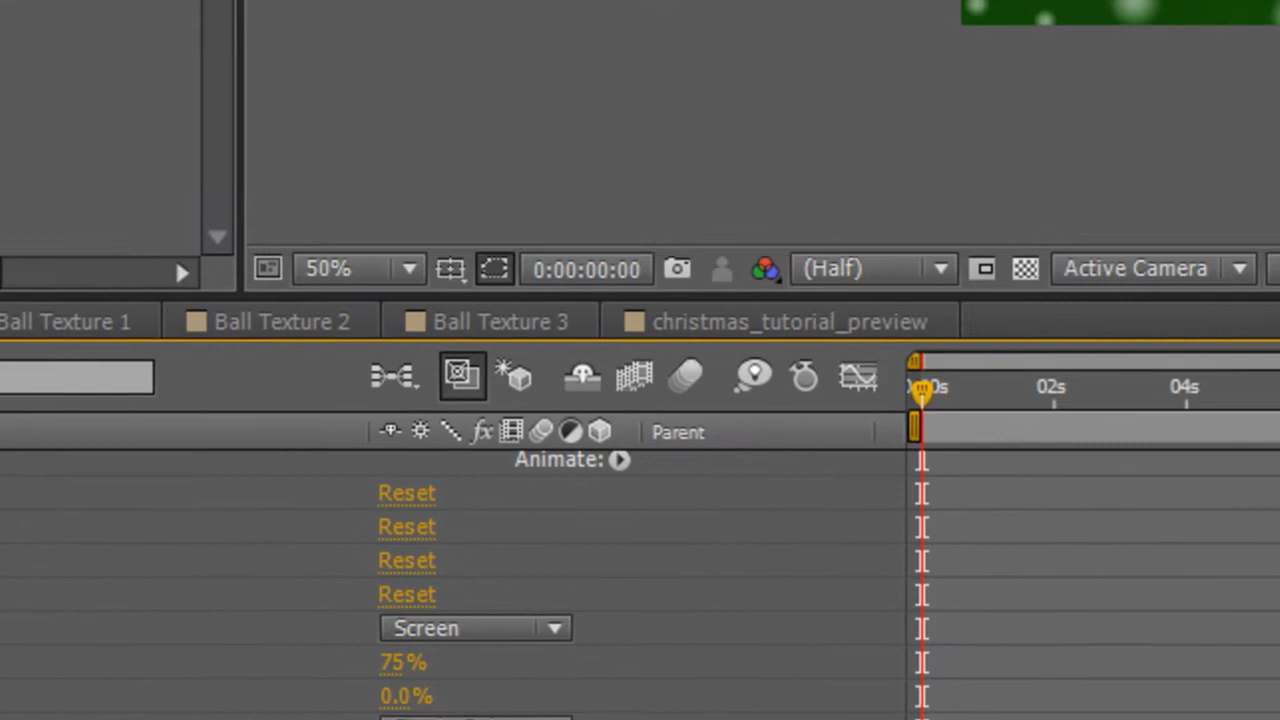 50%
0:00:00:00
(Half)
Active Camera
Ball Texture 1
Ball Texture 2
Ball Texture 3
christmas_tutorial_preview
02s
04s
fx
Parent
Animate:
Reset
Reset
Reset
Reset
Screen
75%
0.0%